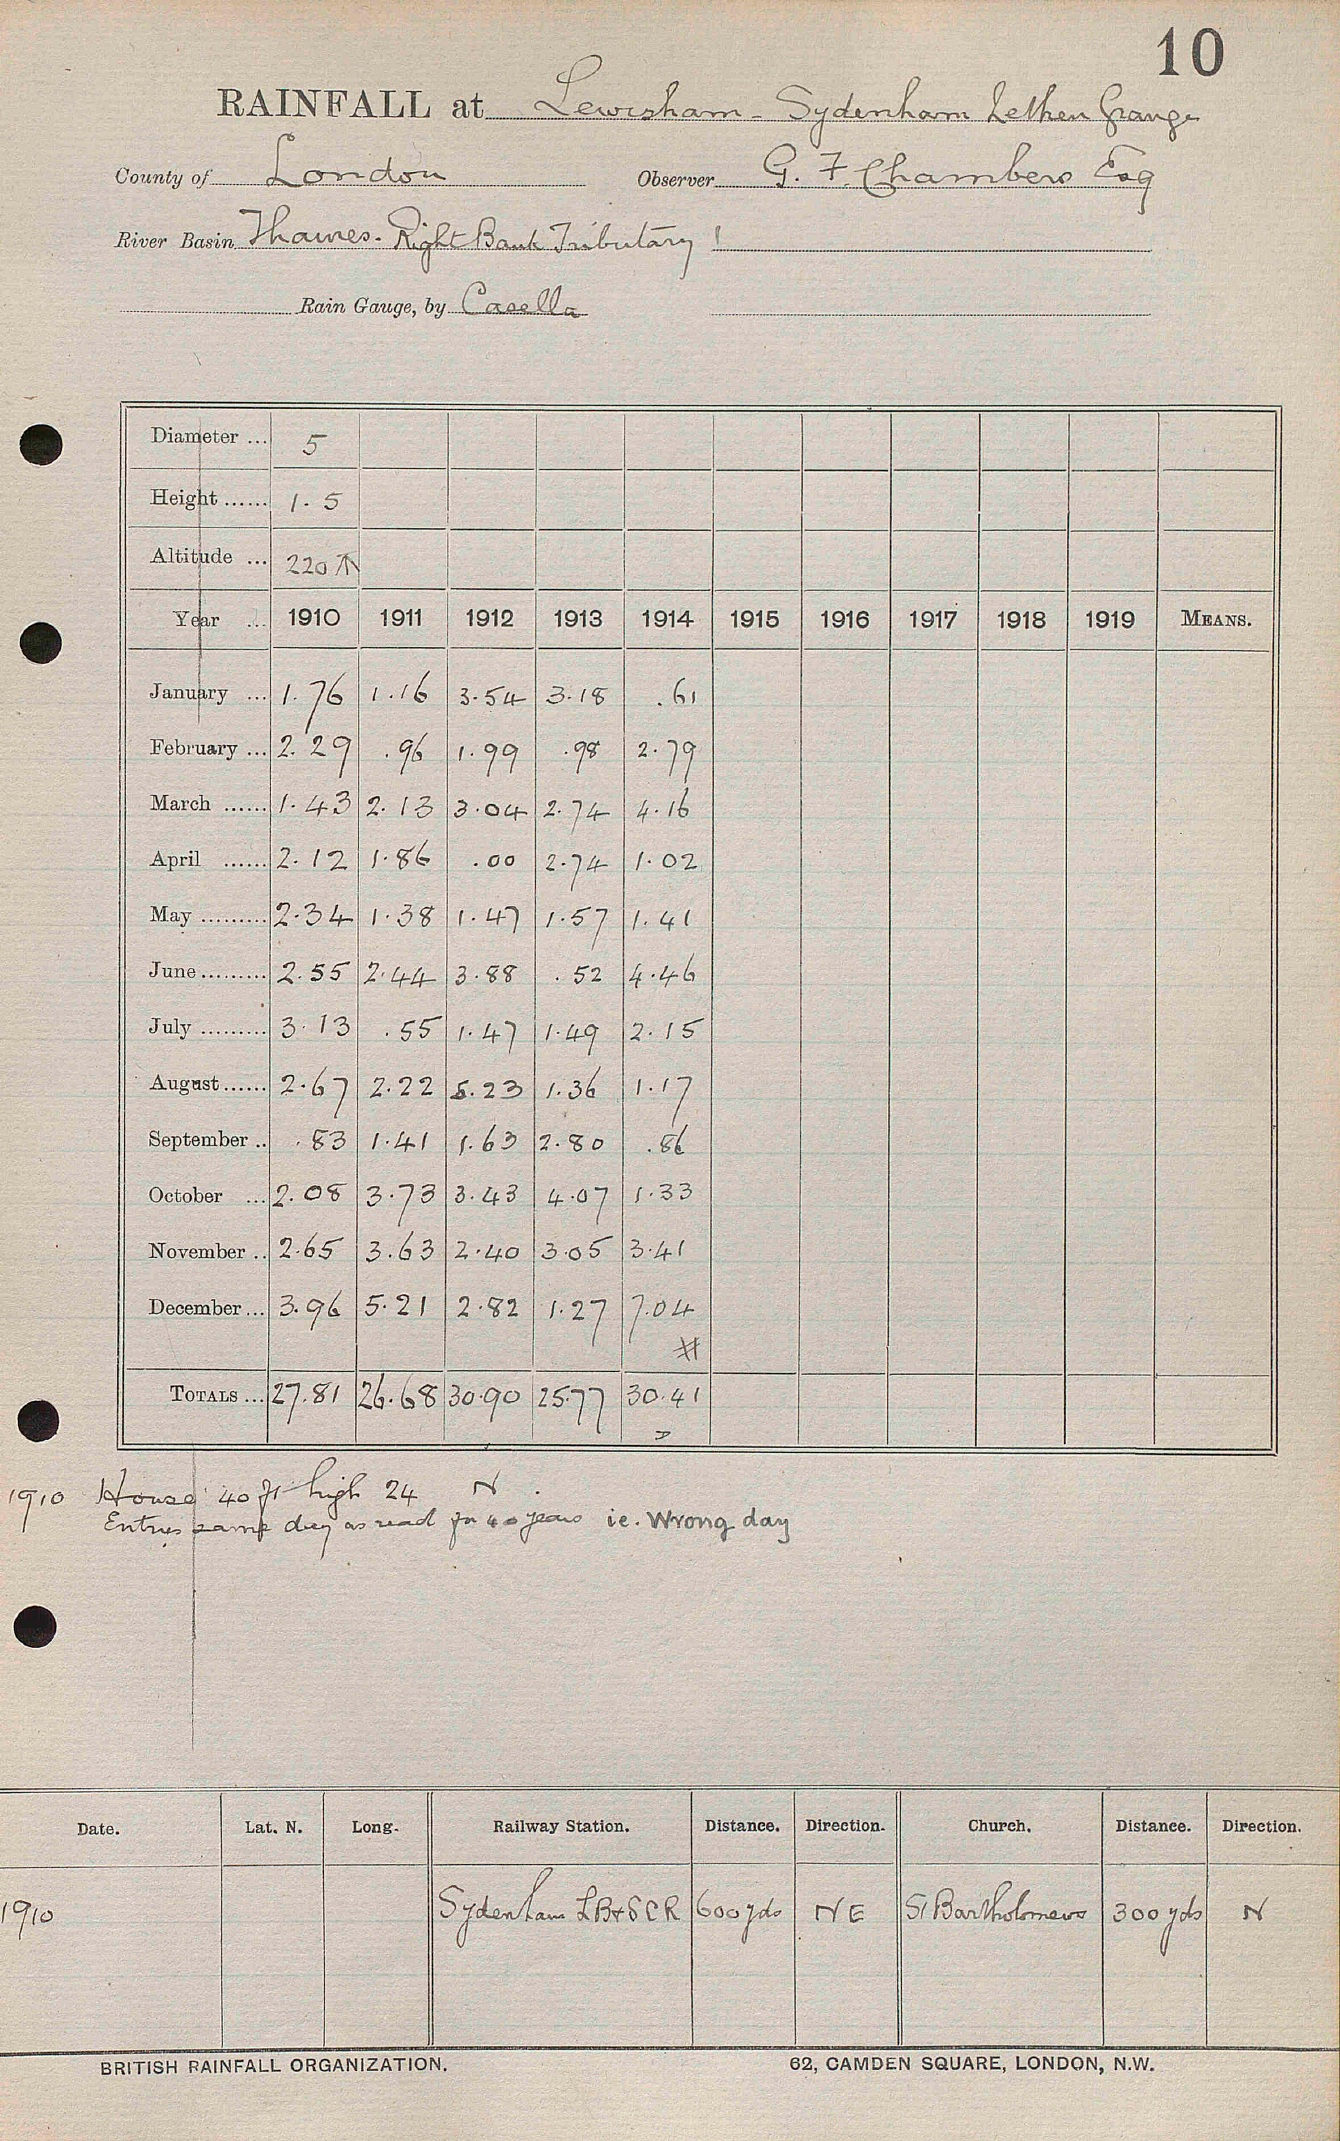 10
RAINFALL at Lewisham - Sydenham Lethen Grange
County of London Observer G. F. Chambers Esq
River Basin Thames. Right Bank Tributary
Rain Gauge, by Casella
Diameter ... 5
Height ...... 1.5
Altitude ... 220
Year ... 1910 1911 1912 1913 1914 1915 1916 1917 1918 1919 MEANS.
January ... 1.76 1.16 3.54 3.18 .61
February ... 2.29 .96 1.99 .98 2.79
March ...... 1.43 2.13 3.04 2.74 4.16
April ...... 2.12 1.86 .00 2.74 1.02
May ......... 2.34 1.38 1.47 1.57 1.41
June ......... 2.55 2.44 3.88 .52 4.46
July ......... 3.13 .55 1.47 1.49 2.15
August ...... 2.67 2.22 5.23 1.36 1.17
September .. .83 1.41 1.63 2.80 .86
October ... 2.08 3.73 3.43 4.07 1.33
November .. 2.65 3.63 2.40 3.05 3.41
December ... 3.96 5.21 2.82 1.27 7.04
#
TOTALS ... 27.81 26.68 30.90 25.77 30.41
1910 House 40 ft high 24 N.
Entries same day as read for 40 years ie. Wrong day
Date. Lat. N. Long. Railway Station. Distance. Direction. Church. Distance. Direction.
1910 Sydenham LB&SCR 600 yds NE St Bartholomews 300 yds N
BRITISH RAINFALL ORGANIZATION. 62, CAMDEN SQUARE, LONDON, N.W.